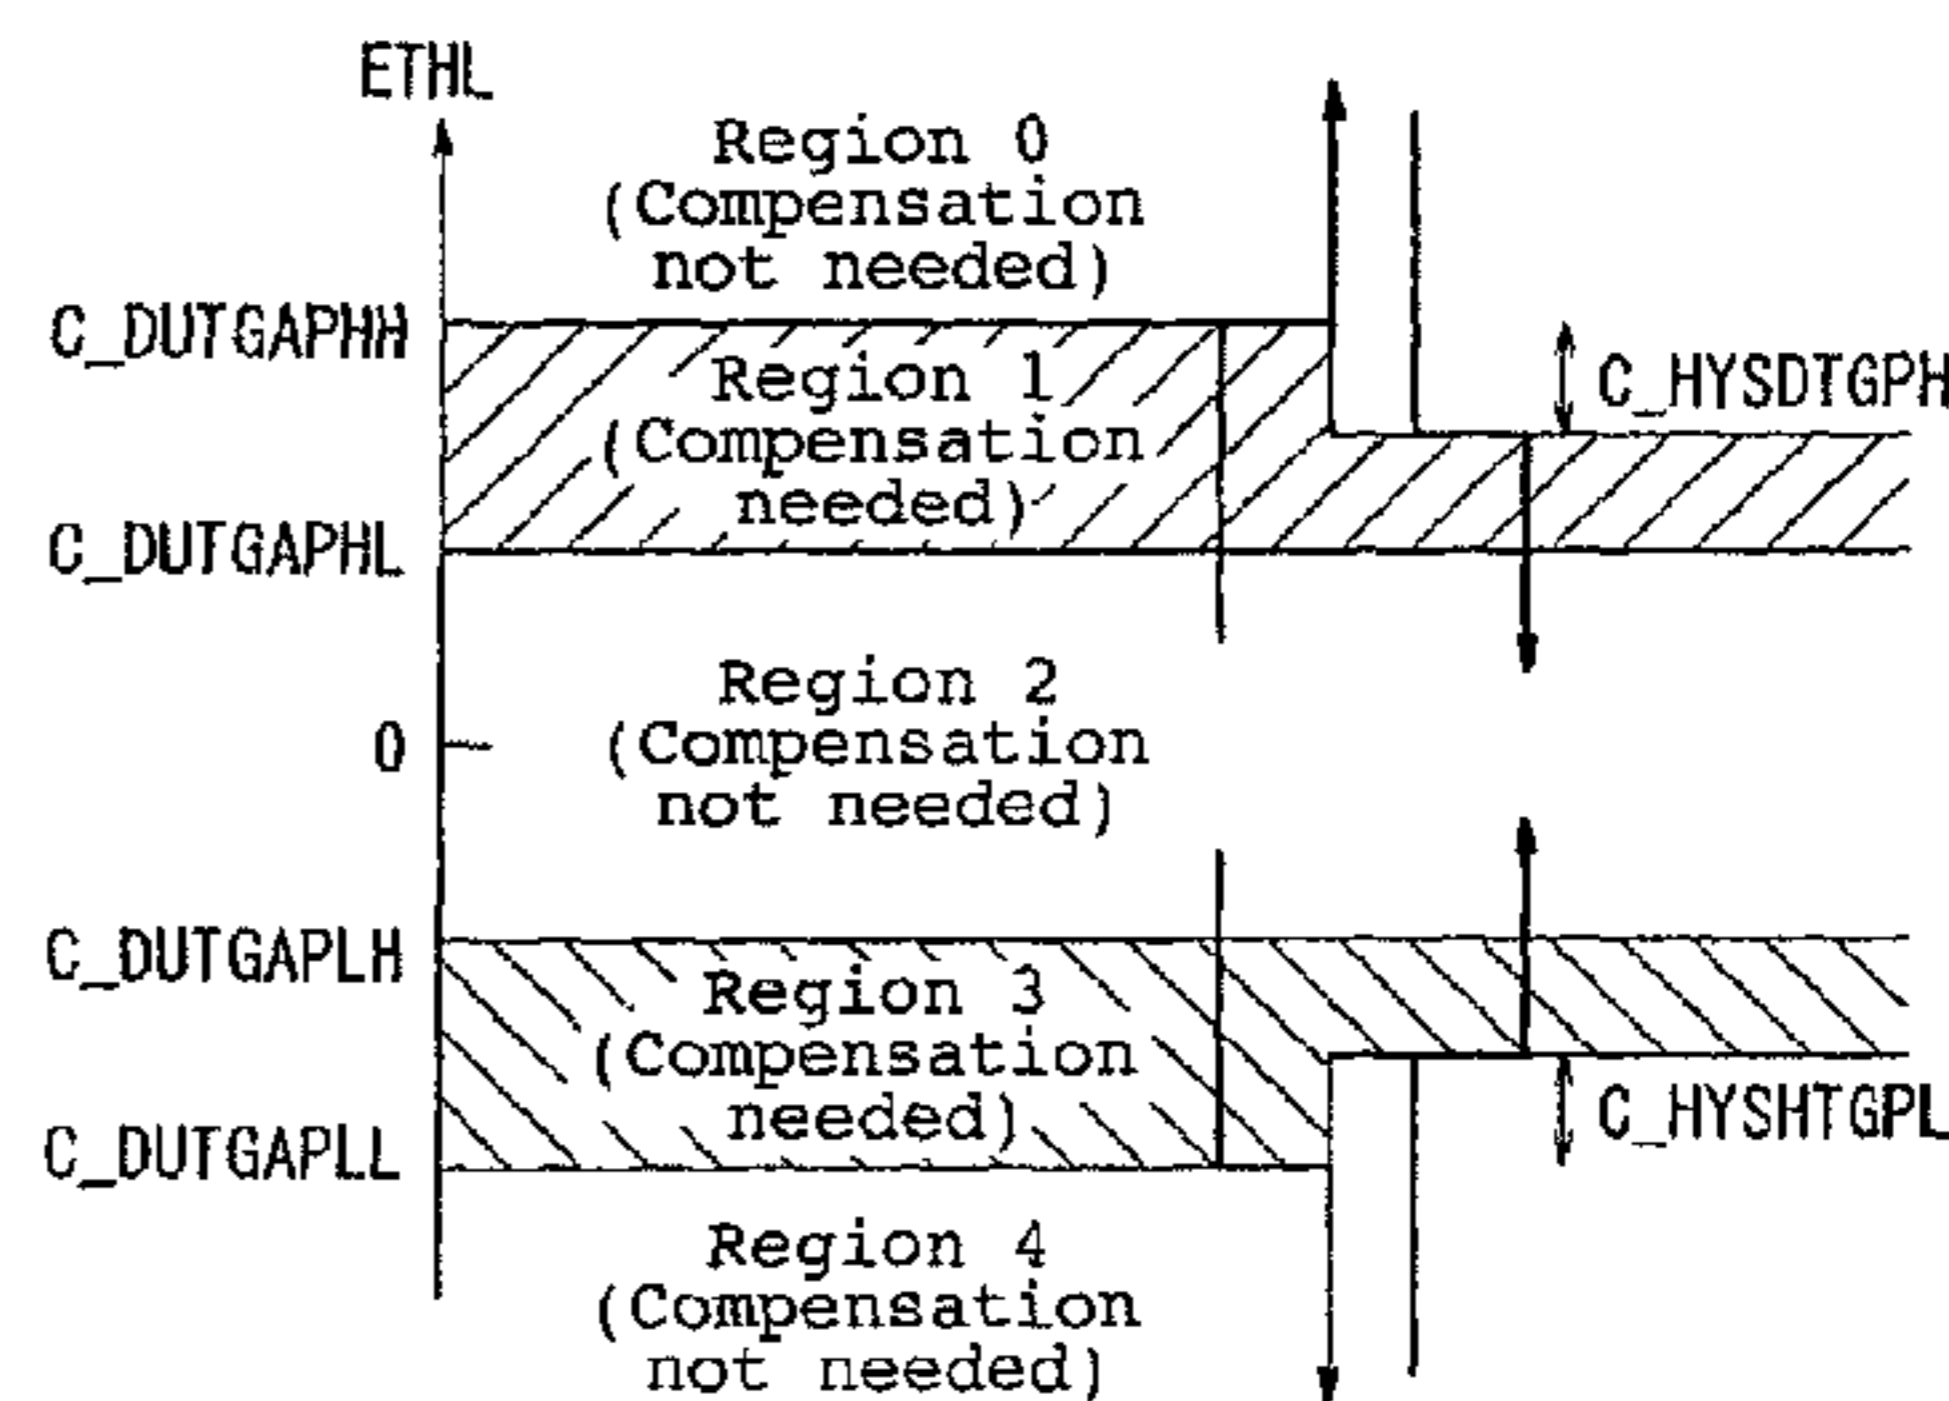 ETHL
Region 0
(Compensation
not needed)
C_DUTGAPHH
Region 1
(Compensation
needed)
C_HYSDTGPH
C_DUTGAPHL
Region 2
(Compensation
not needed)
0
C_DUTGAPLH
Region 3
(Compensation
needed)
C_HYSHTGPL
C_DUTGAPLL
Region 4
(Compensation
not needed)